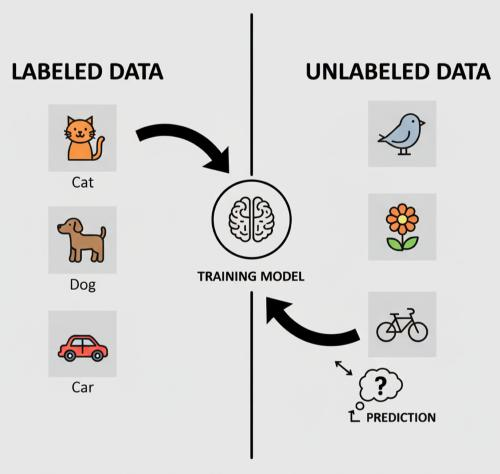 LABELED DATA
Cat
Dog
Car
TRAINING MODEL
UNLABELED DATA
?
PREDICTION